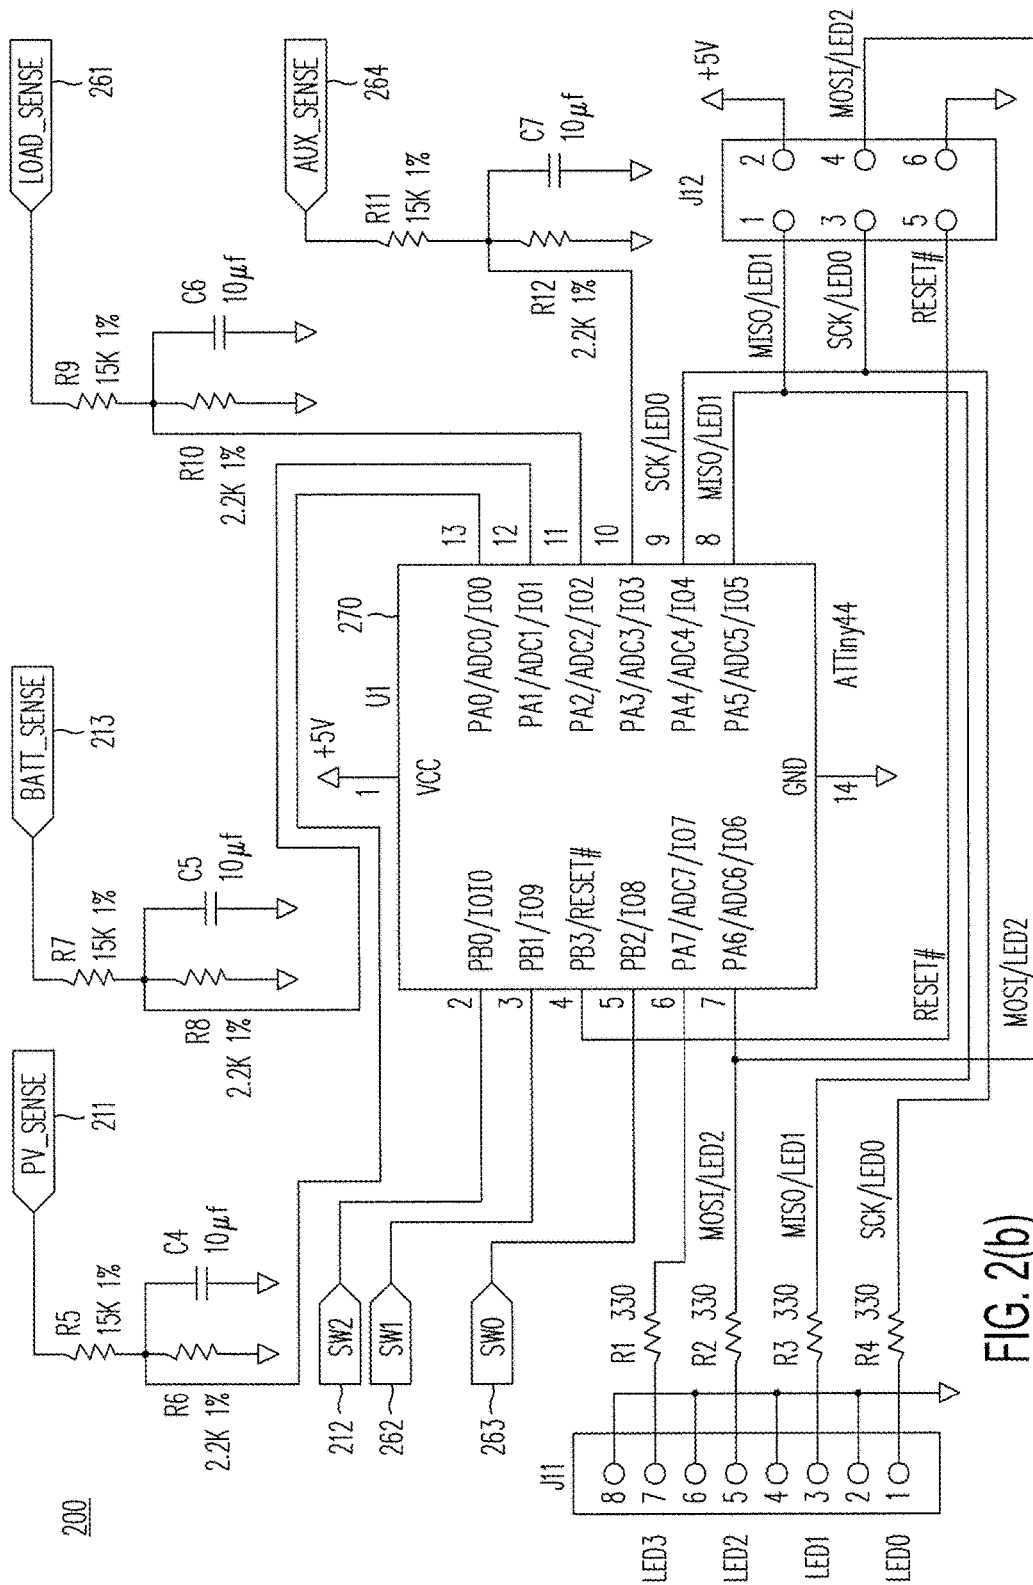 200
PV_SENSE
211
BATT_SENSE
213
LOAD_SENSE
261
AUX_SENSE
264
R5
15K 1%
R6
2.2K 1%
C4
10µf
R7
15K 1%
R8
2.2K 1%
C5
10µf
R9
15K 1%
R10
2.2K 1%
C6
10µf
R11
15K 1%
R12
2.2K 1%
C7
10µf
SW2
212
SW1
262
SW0
263
+5V
U1
270
1
VCC
2
PB0/IOIO
3
PB1/IO9
4
PB3/RESET#
5
PB2/IO8
6
PA7/ADC7/IO7
7
PA6/ADC6/IO6
PA0/ADC0/IO0
13
PA1/ADC1/IO1
12
PA2/ADC2/IO2
11
PA3/ADC3/IO3
10
PA4/ADC4/IO4
9
PA5/ADC5/IO5
8
GND
14
ATTiny44
SCK/LED0
MISO/LED1
J12
1
2
3
4
5
6
+5V
MISO/LED1
SCK/LED0
RESET#
MOSI/LED2
RESET#
MOSI/LED2
J11
8
7
6
5
4
3
2
1
LED3
LED2
LED1
LED0
R1 330
R2 330
R3 330
R4 330
MOSI/LED2
MISO/LED1
SCK/LED0
FIG. 2(b)